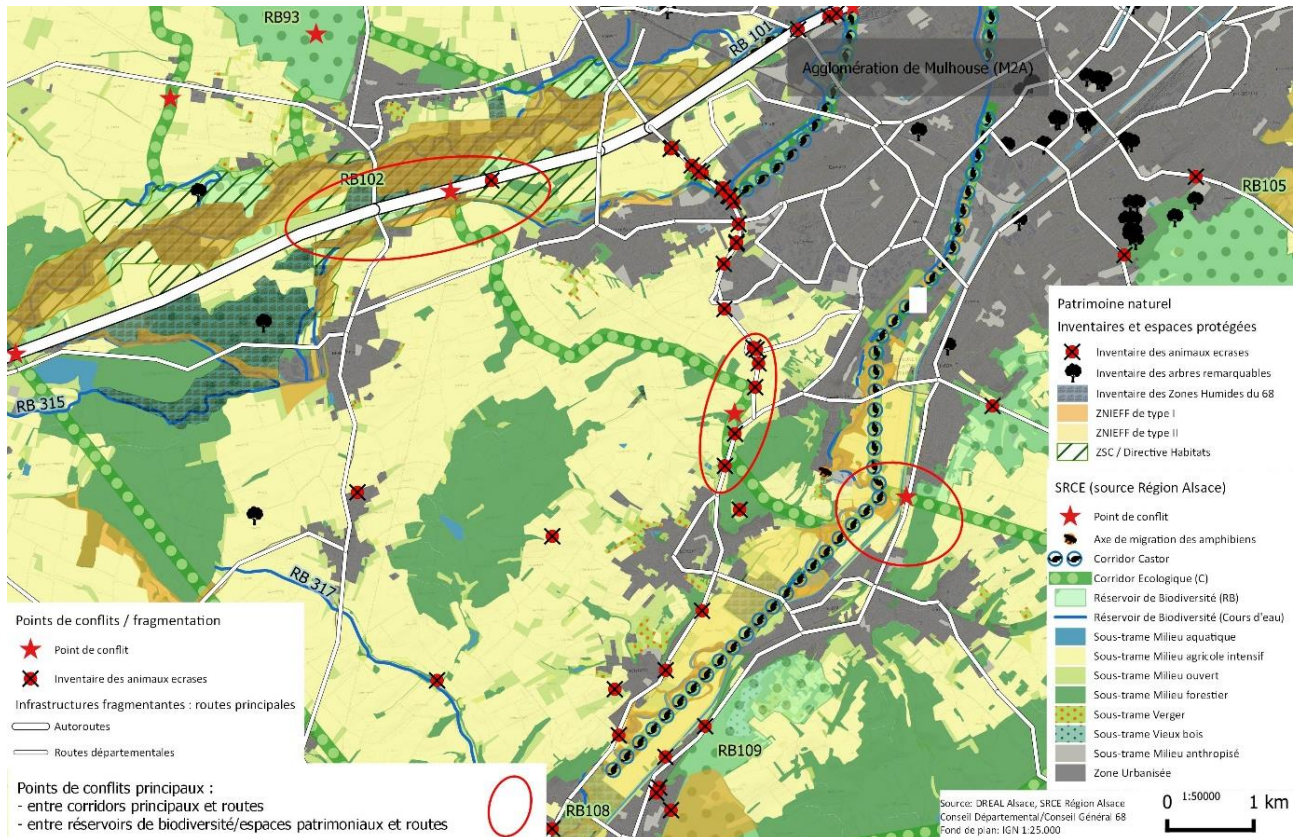 RB93
RB 101
Agglomération de Mulhouse (M2A)
RB102
RB105
RB 315
RB 317
RB109
RB108
Patrimoine naturel
Inventaires et espaces protégées
Inventaire des animaux ecrases
Inventaire des arbres remarquables
Inventaire des Zones Humides du 68
ZNIEFF de type I
ZNIEFF de type II
ZSC / Directive Habitats
SRCE (source Région Alsace)
Point de conflit
Axe de migration des amphibiens
Corridor Castor
Corridor Ecologique (C)
Réservoir de Biodiversité (RB)
Réservoir de Biodiversité (Cours d'eau)
Sous-trame Milieu aquatique
Sous-trame Milieu agricole intensif
Sous-trame Milieu ouvert
Sous-trame Milieu forestier
Sous-trame Verger
Sous-trame Vieux bois
Sous-trame Milieu anthropisé
Zone Urbanisée
Points de conflits / fragmentation
Point de conflit
Inventaire des animaux ecrases
Infrastructures fragmentantes : routes principales
Autoroutes
Routes départementales
Points de conflits principaux :
- entre corridors principaux et routes
- entre réservoirs de biodiversité/espaces patrimoniaux et routes
Source: DREAL Alsace, SRCE Région Alsace
Conseil Départemental/Conseil Général 68
Fond de plan: IGN 1:25.000
0 1:50000 1 km